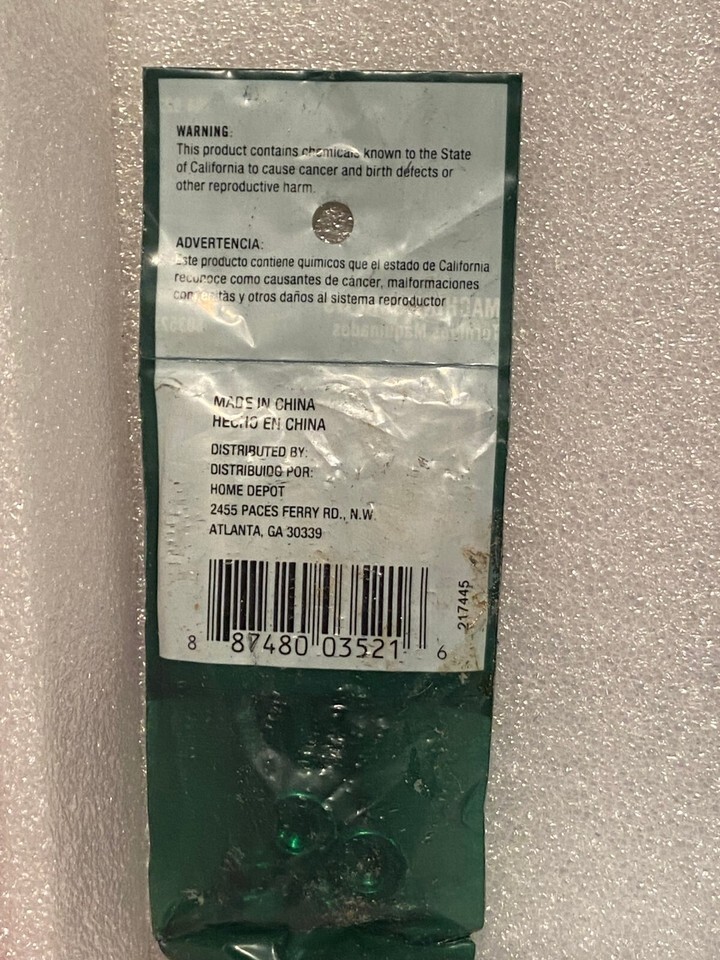 WARNING:
This product contains chemicals known to the State
of California to cause cancer and birth defects or
other reproductive harm.
ADVERTENCIA:
Este producto contiene químicos que el estado de California
reconoce como causantes de cáncer, malformaciones
congenitàs y otros daños al sistema reproductor
MADE IN CHINA
HECHO EN CHINA
DISTRIBUTED BY:
DISTRIBUIDO POR:
HOME DEPOT
2455 PACES FERRY RD., N.W.
ATLANTA, GA 30339
217445
8 87480 03521 6